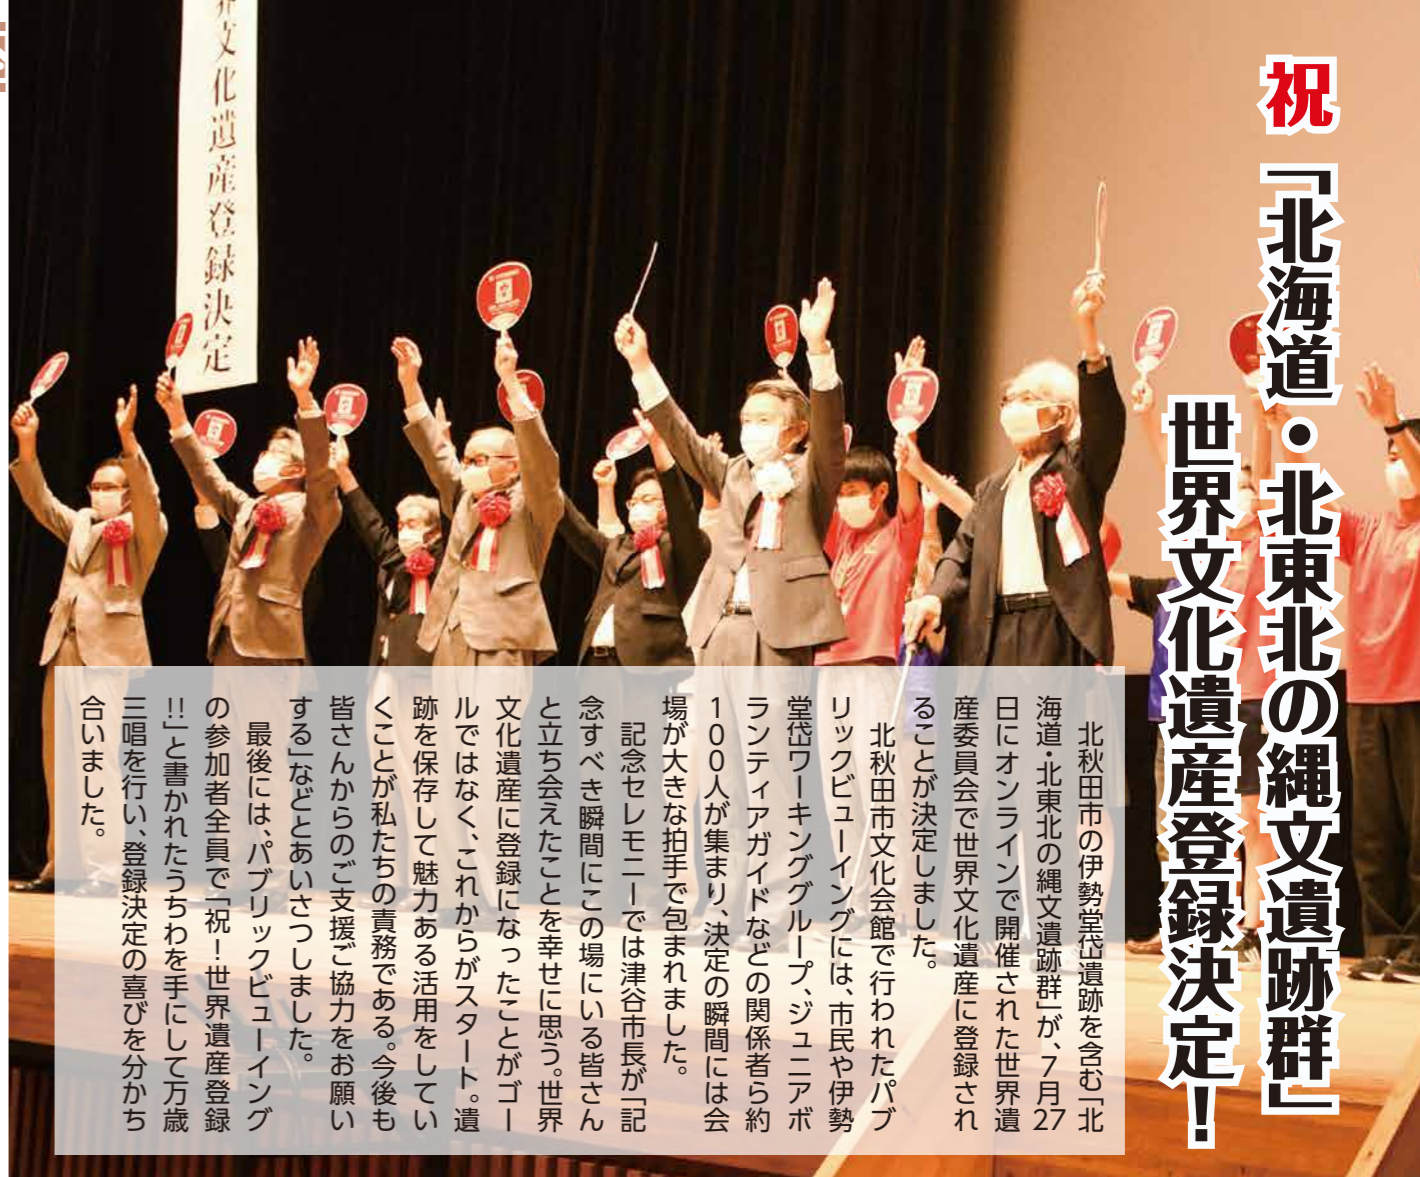 祝「北海道・北東北の縄文遺跡群」
世界文化遺産登録決定！
北秋田市の伊勢堂岱遺跡を含む「北
海道・北東北の縄文遺跡群」が、７月27
日にオンラインで開催された世界遺
産委員会で世界文化遺産に登録され
ることが決定しました。
北秋田市文化会館で行われたパブ
リックビューイングには、市民や伊勢
堂岱ワーキンググループ、ジュニアボ
ランティアガイドなどの関係者ら約
１００人が集まり、決定の瞬間には会
場が大きな拍手で包まれました。
記念セレモニーでは津谷市長が「記
念すべき瞬間にこの場にいる皆さん
と立ち会えたことを幸せに思う。世界
文化遺産に登録になったことがゴー
ルではなく、これからがスタート。遺
跡を保存して魅力ある活用をしてい
くことが私たちの責務である。今後も
皆さんからのご支援ご協力をお願い
する」などとあいさつしました。
最後には、パブリックビューイング
の参加者全員で「祝！世界遺産登録
!!」と書かれたうちわを手にして万歳
三唱を行い、登録決定の喜びを分かち
合いました。
界文化遺産登録決定